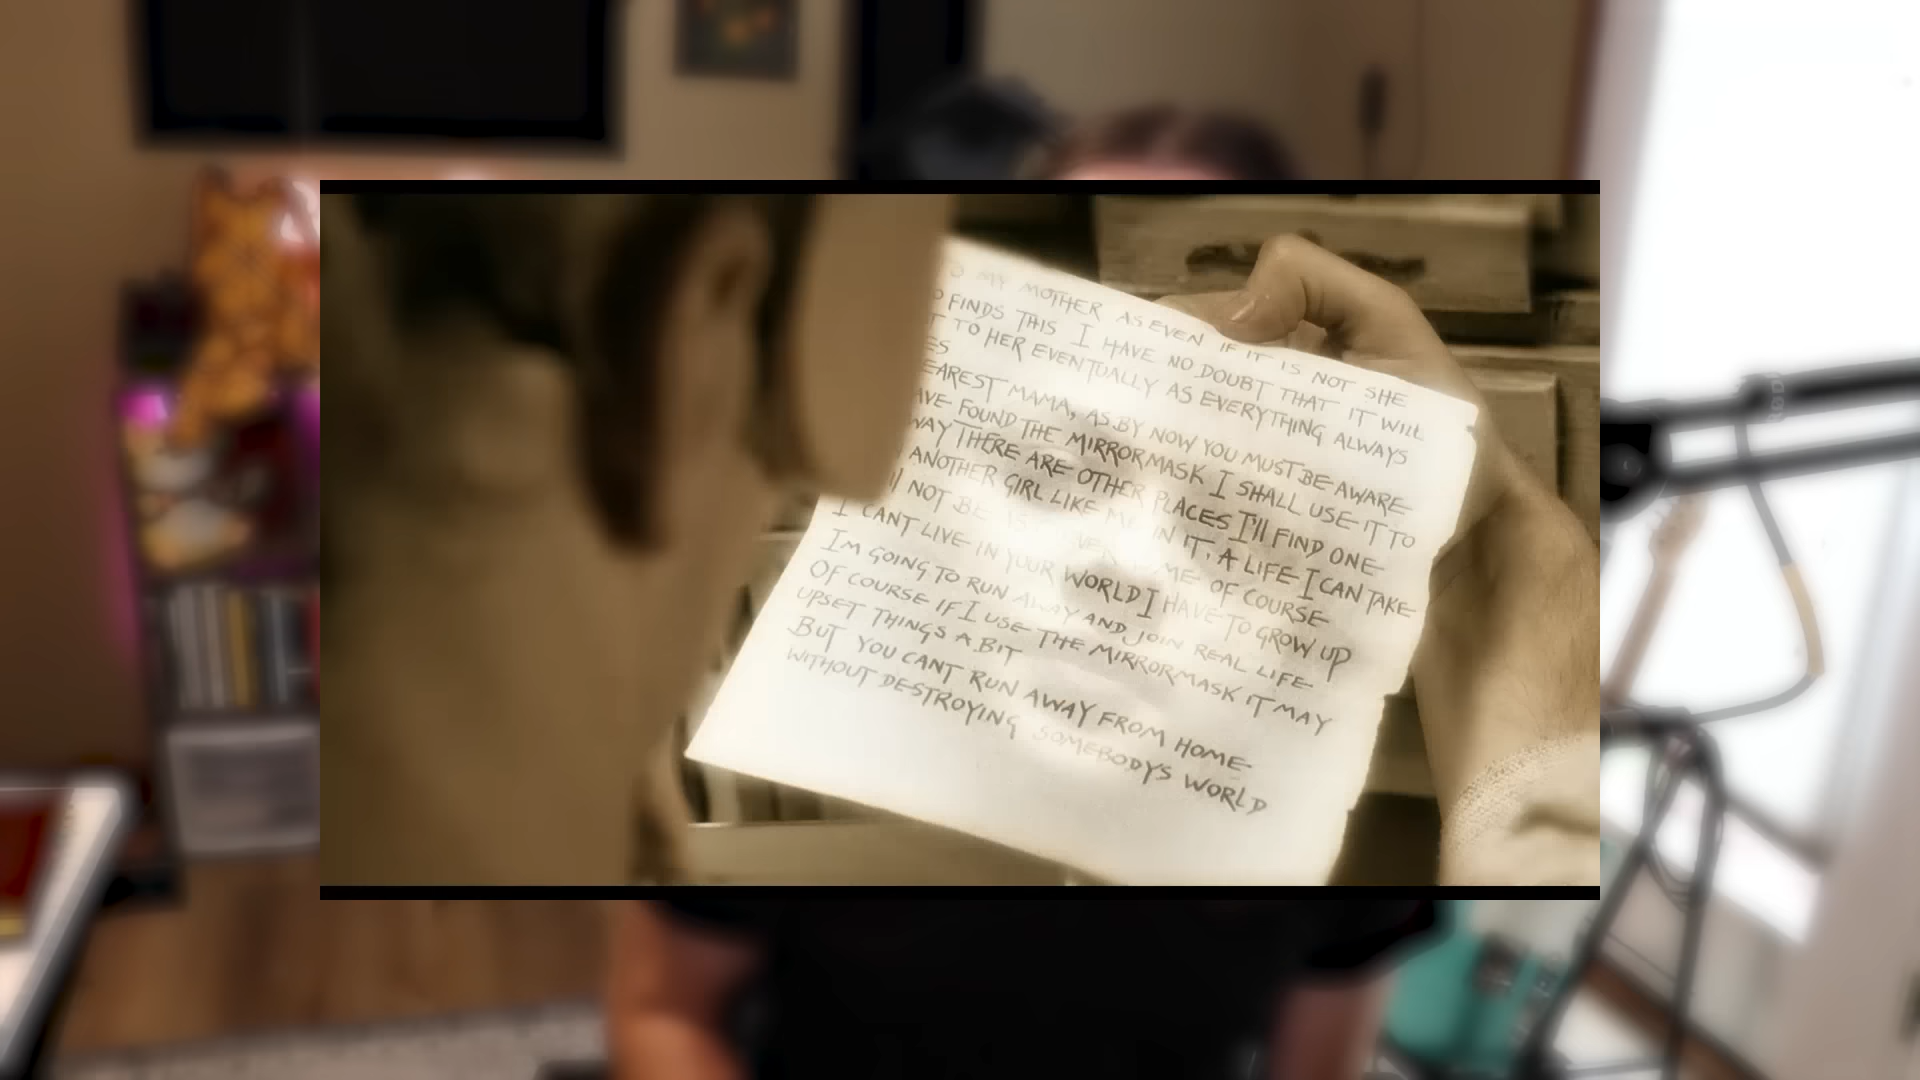 MY MOTHER AS EVEN IF IT IS NOT SHE
FINDS THIS I HAVE NO DOUBT THAT IT WILL
TO HER EVENTUALLY AS EVERYTHING ALWAYS
ES
EAREST MAMA, AS BY NOW YOU MUST BE AWARE
AVE FOUND THE MIRRORMASK I SHALL USE IT TO
WAY THERE ARE OTHER PLACES I'll FIND ONE
ANOTHER GIRL LIKE ME IN IT, A LIFE I CAN TAKE
NOT BE ME OF COURSE
I CANT LIVE IN YOUR WORLD I HAVE TO GROW UP
I'm GOING TO RUN AWAY AND JOIN REAL LIFE
OF COURSE IF I USE THE MIRRORMASK IT MAY
UPSET THINGS A BIT
BUT YOU CANT RUN AWAY FROM HOME
WITHOUT DESTROYING SOMEBODYS WORLD